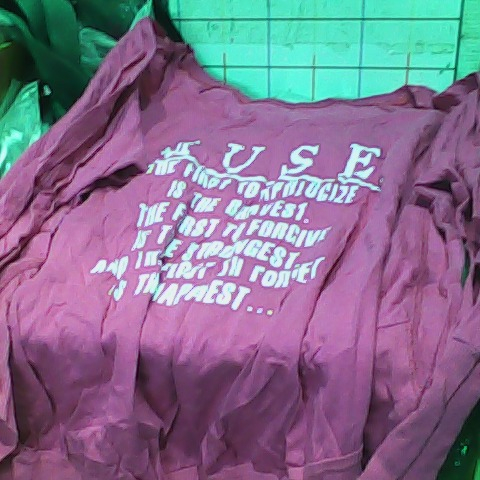 USE
THE FIRST TO APOLOGIZE
IS THE BRAVEST.
THE FIRST TO FORGIVE
IS THE STRONGEST
AND THE FIRST TO FORGET
IS THE HAPPIEST...